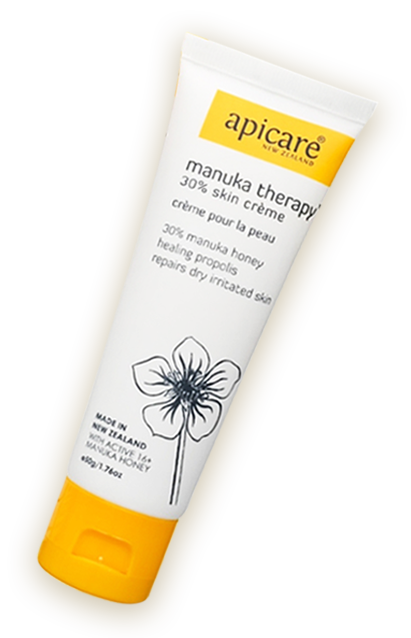 apicare®
NEW ZEALAND
manuka therapy
30% skin crème
crème pour la peau
30% manuka honey
healing propolis
repairs dry irritated skin
MADE IN
NEW ZEALAND
WITH ACTIVE 16+
MANUKA HONEY
℮50g/1.76oz